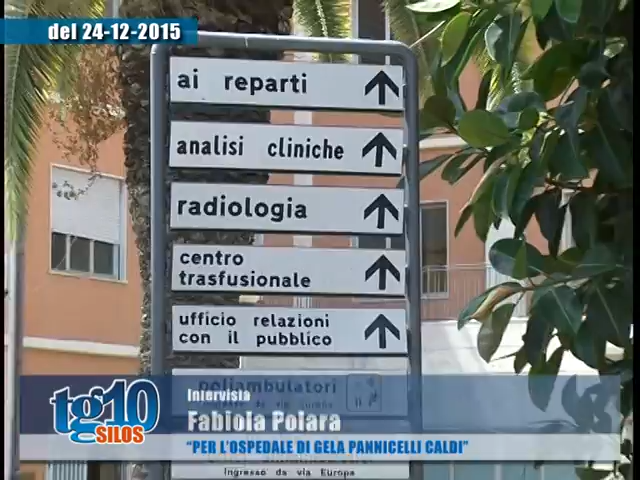 del 24-12-2015
ai reparti
analisi cliniche
radiologia
centro
trasfusionale
ufficio relazioni
con il pubblico
poliambulatori
tg10
SILOS
Intervista
Fabiola Polara
“PER L’OSPEDALE DI GELA PANNICELLI CALDI”
Ingresso da via Europa